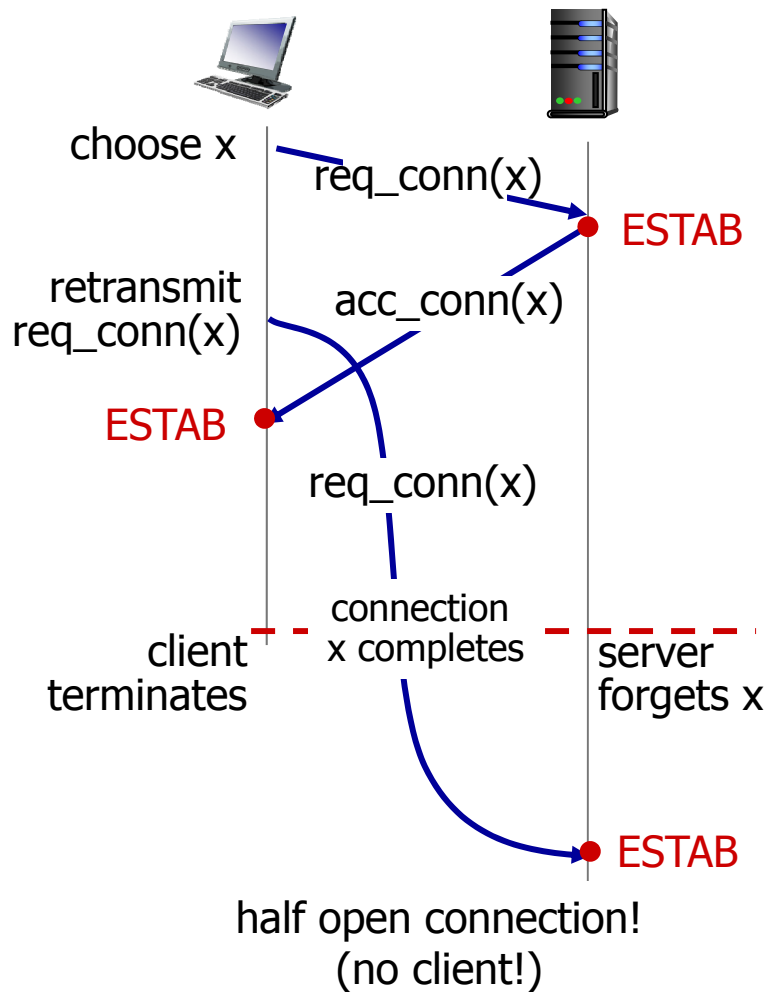 choose x
req_conn(x)
ESTAB
retransmit
req_conn(x)
acc_conn(x)
ESTAB
req_conn(x)
connection
x completes
client
terminates
server
forgets x
ESTAB
half open connection!
(no client!)